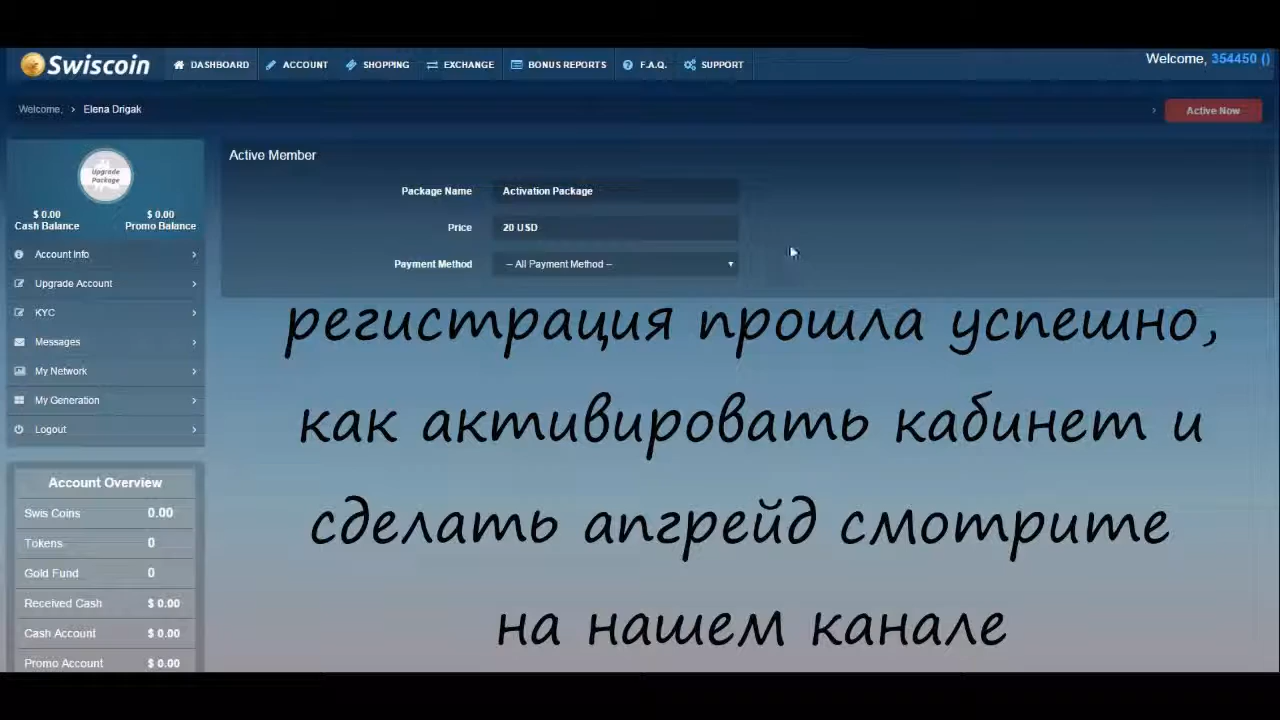 Swiscoin
DASHBOARD ACCOUNT SHOPPING EXCHANGE BONUS REPORTS F.A.Q. SUPPORT
Welcome, 354450 ()
Welcome, › Elena Drigak
› Active Now
Upgrade
Package
$ 0.00 $ 0.00
Cash Balance Promo Balance
Account Info
Upgrade Account
KYC
Messages
My Network
My Generation
Logout
Account Overview
Swis Coins 0.00
Tokens 0
Gold Fund 0
Received Cash $ 0.00
Cash Account $ 0.00
Promo Account $ 0.00
Active Member
Package Name Activation Package
Price 20 USD
Payment Method -- All Payment Method --
регистрация прошла успешно,
как активировать кабинет и
сделать апгрейд смотрите
на нашем канале